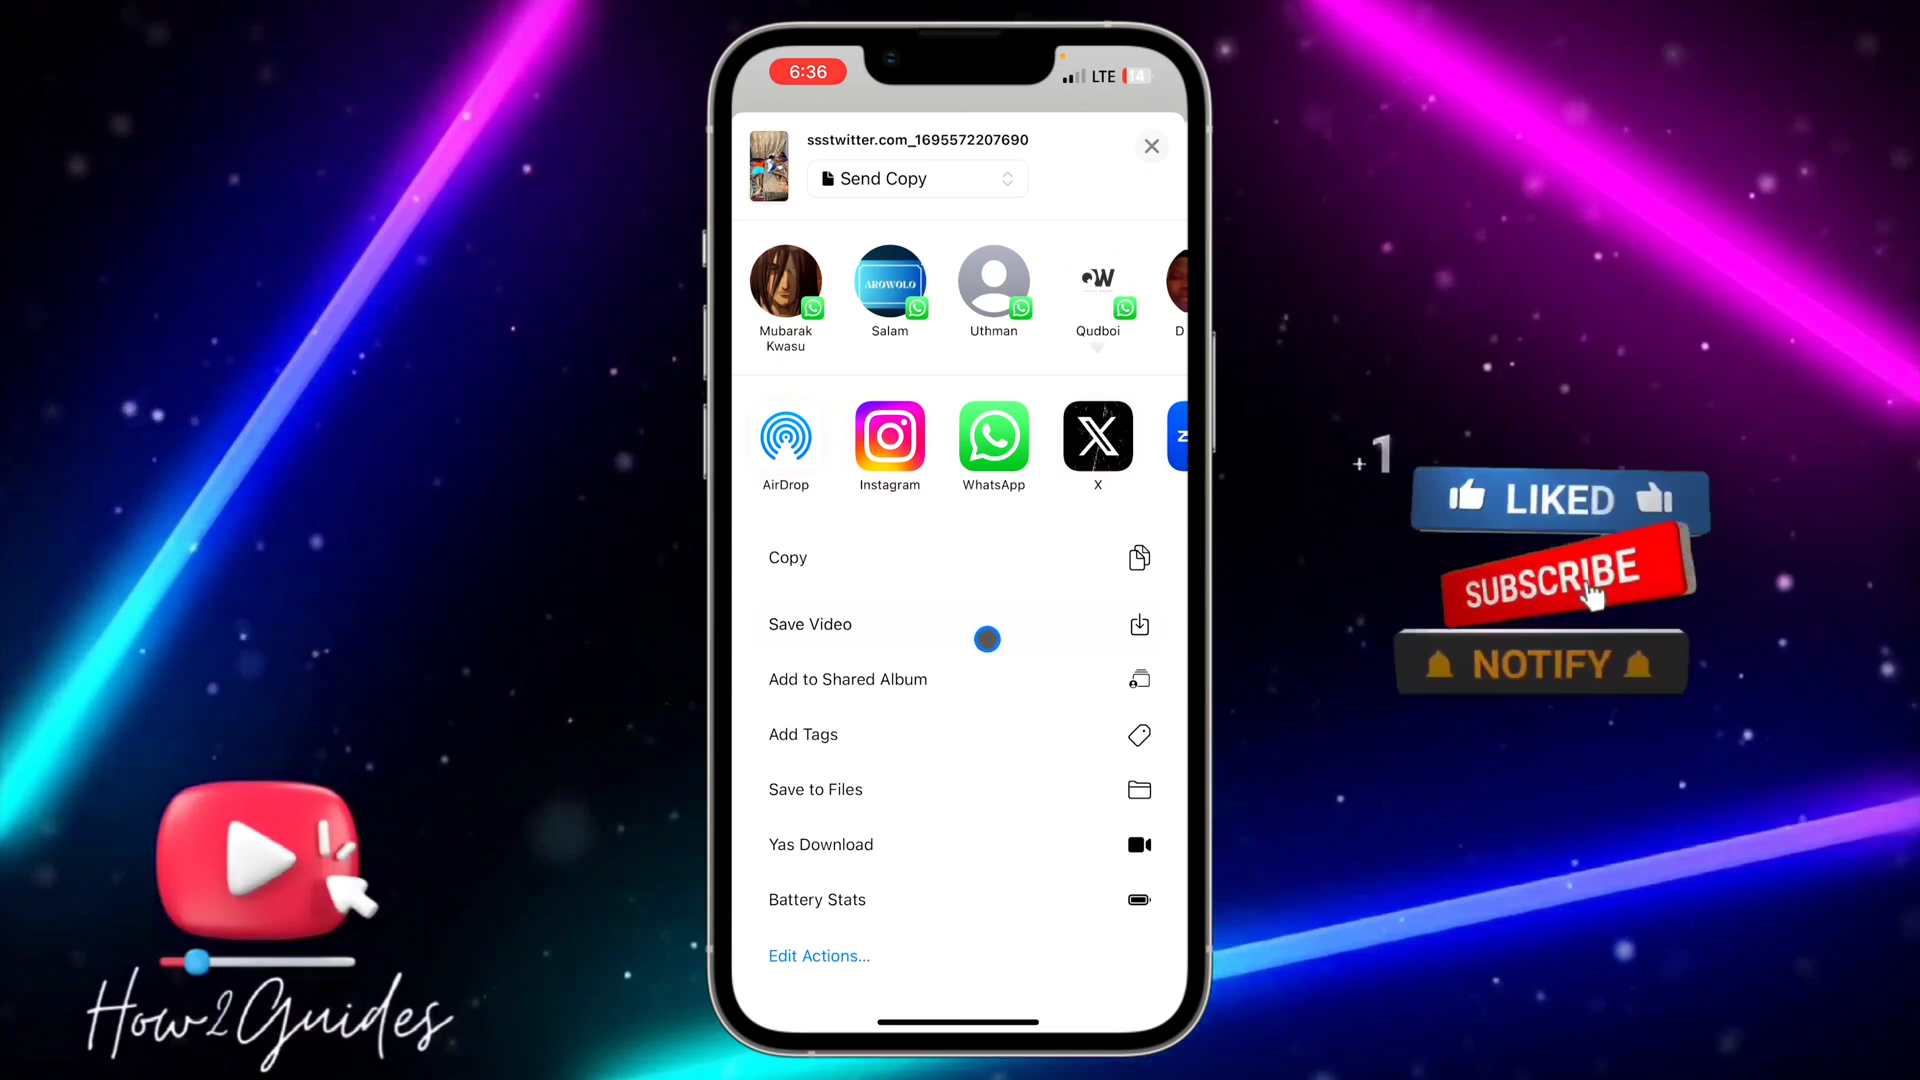 6:36
LTE 14
ssstwitter.com_1695572207690
Send Copy
AROWOLO
W
Mubarak
Kwasu
Salam
Uthman
Qudboi
D
Z
AirDrop
Instagram
WhatsApp
X
Copy
Save Video
Add to Shared Album
Add Tags
Save to Files
Yas Download
Battery Stats
Edit Actions...
+1
LIKED
SUBSCRIBE
NOTIFY
How2Guides